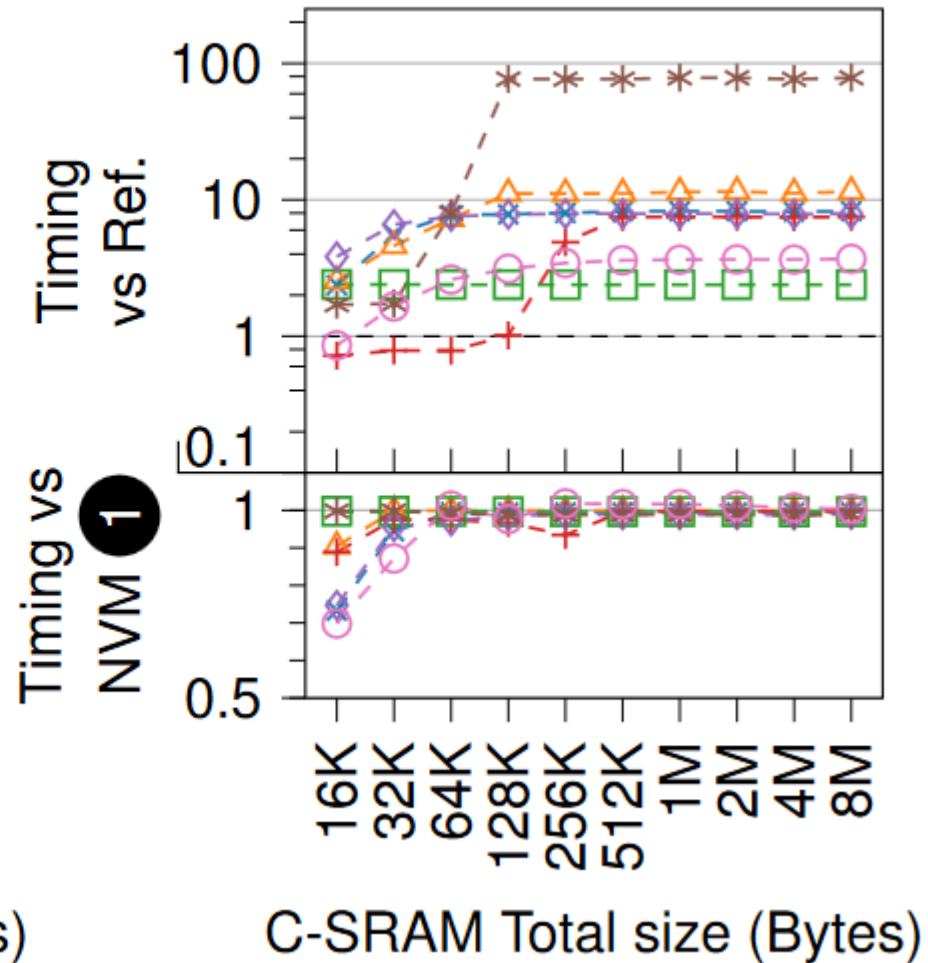 100
10
1
0.1
Timing
vs Ref.
1
0.5
Timing vs
NVM 1
16K
32K
64K
128K
256K
512K
1M
2M
4M
8M
s)
C-SRAM Total size (Bytes)